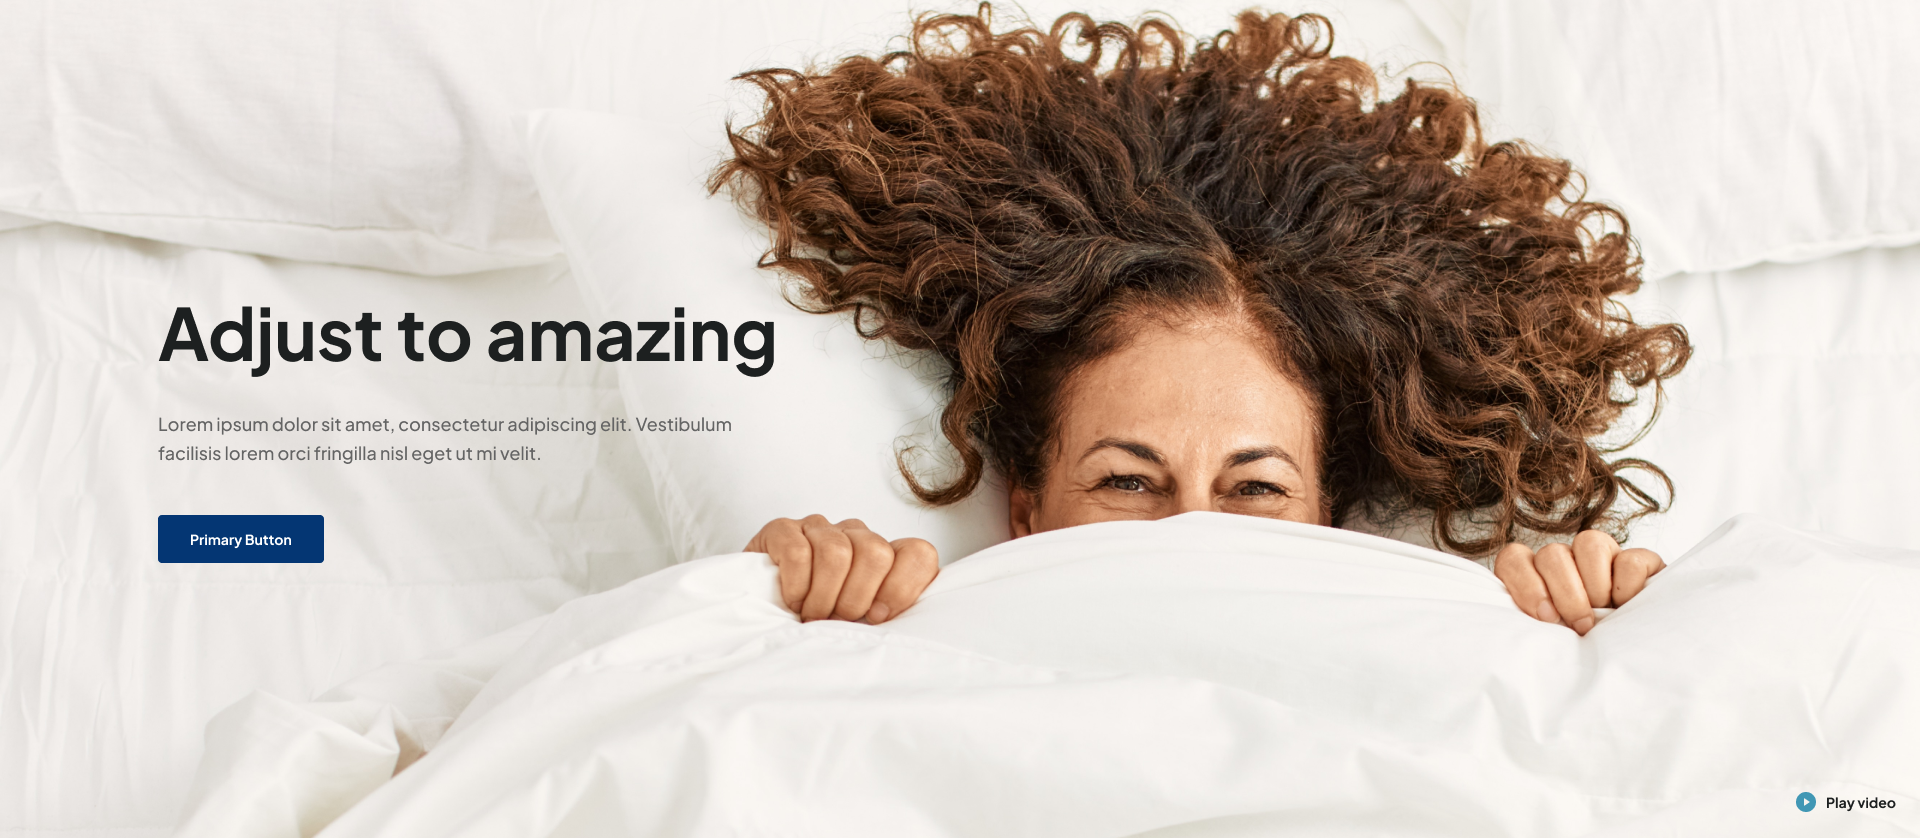 Adjust to amazing
Lorem ipsum dolor sit amet, consectetur adipiscing elit. Vestibulum
facilisis lorem orci fringilla nisl eget ut mi velit.
Primary Button
Play video